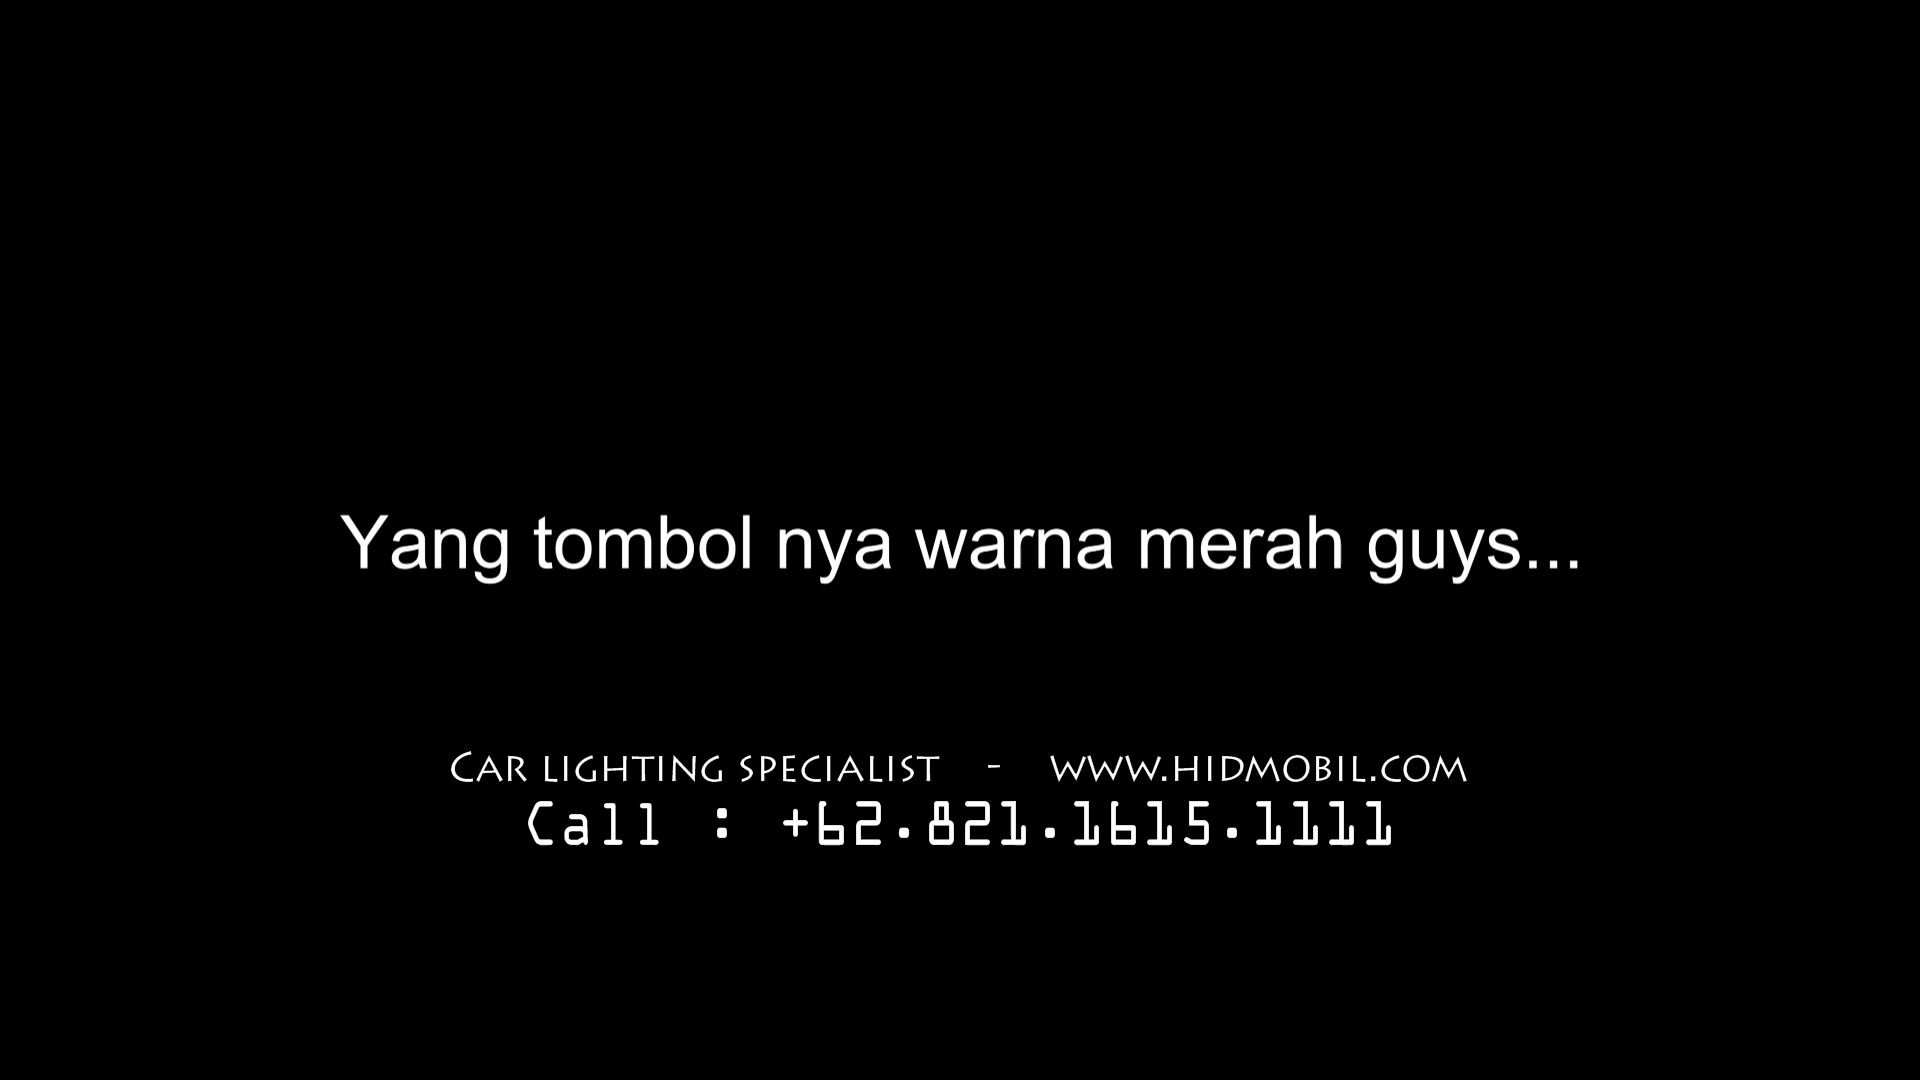 Yang tombol nya warna merah guys...
Car lighting specialist - www.hidmobil.com
Call : +62.821.1615.1111